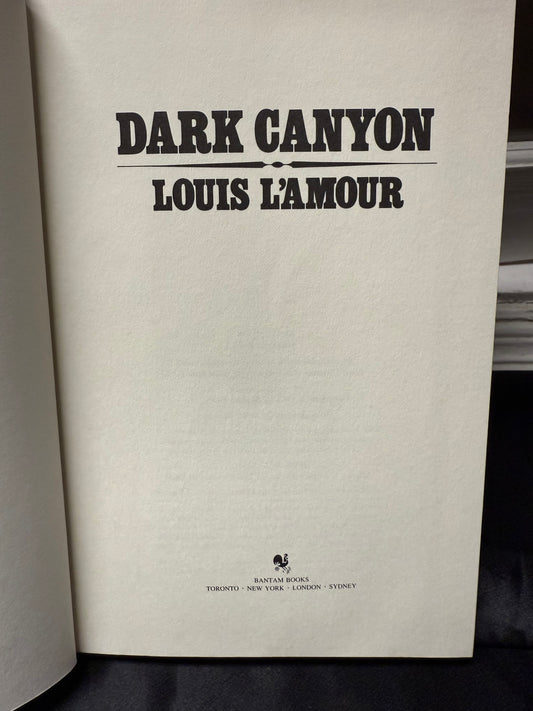 DARK CANYON
LOUIS L'AMOUR
BANTAM BOOKS
TORONTO · NEW YORK · LONDON · SYDNEY